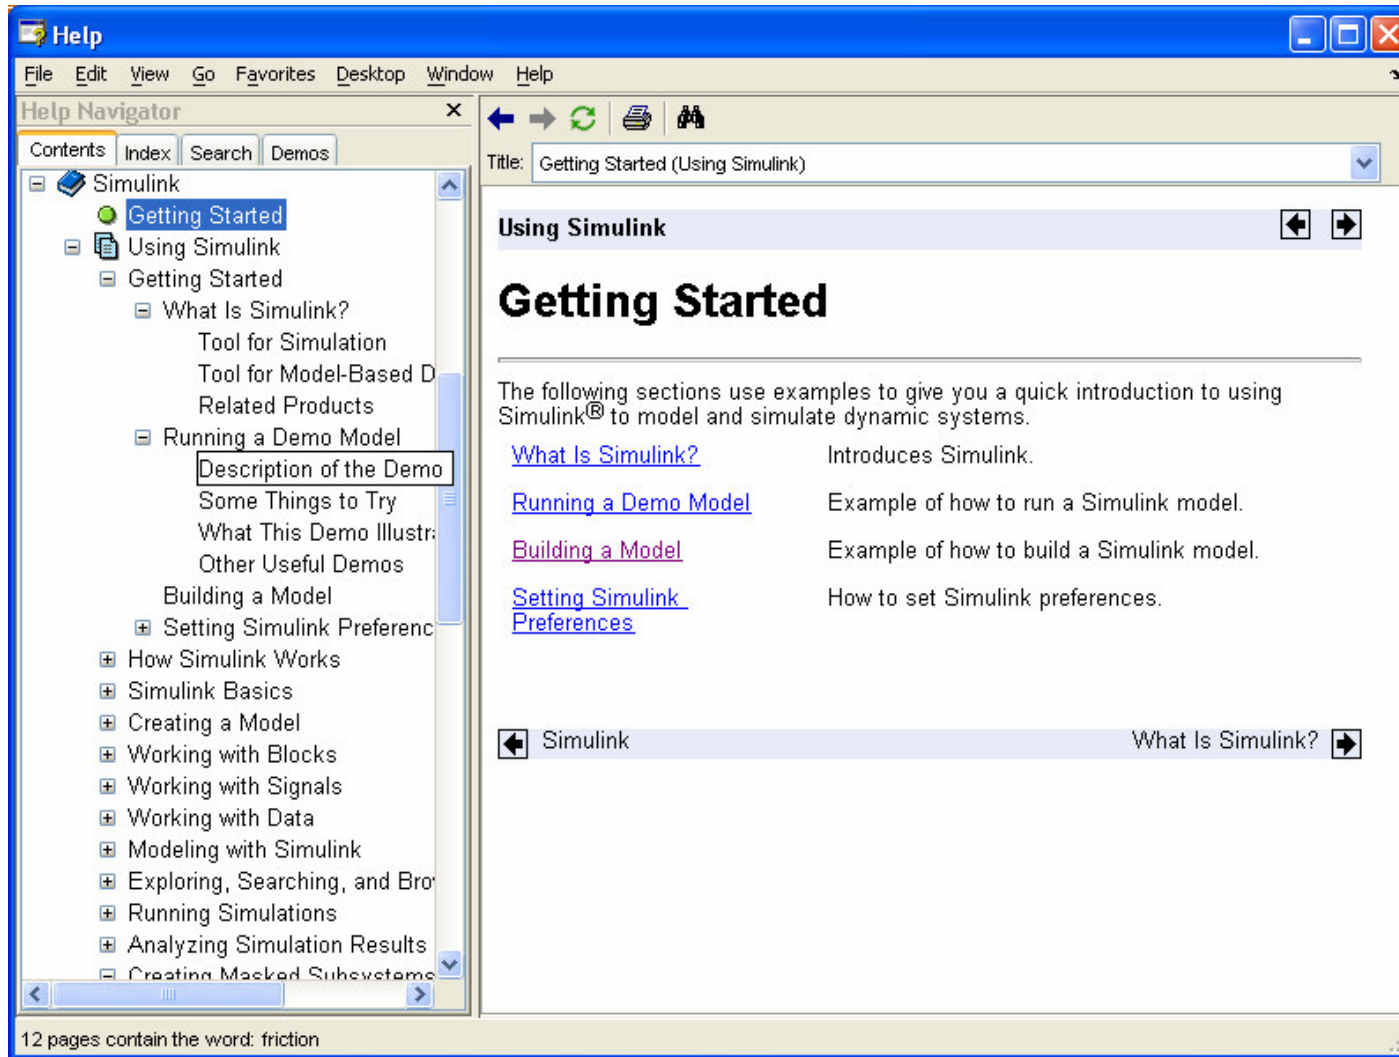 Help
File Edit View Go Favorites Desktop Window Help
Help Navigator
Contents Index Search Demos
Title: Getting Started (Using Simulink)
Simulink
Getting Started
Using Simulink
Getting Started
What Is Simulink?
Tool for Simulation
Tool for Model-Based D
Related Products
Running a Demo Model
Description of the Demo
Some Things to Try
What This Demo Illustr
Other Useful Demos
Building a Model
Setting Simulink Preferenc
How Simulink Works
Simulink Basics
Creating a Model
Working with Blocks
Working with Signals
Working with Data
Modeling with Simulink
Exploring, Searching, and Bro
Running Simulations
Analyzing Simulation Results
Creating Masked Subsystems
Using Simulink
Getting Started
The following sections use examples to give you a quick introduction to using
Simulink® to model and simulate dynamic systems.
What Is Simulink? Introduces Simulink.
Running a Demo Model Example of how to run a Simulink model.
Building a Model Example of how to build a Simulink model.
Setting Simulink How to set Simulink preferences.
Preferences
Simulink What Is Simulink?
12 pages contain the word: friction